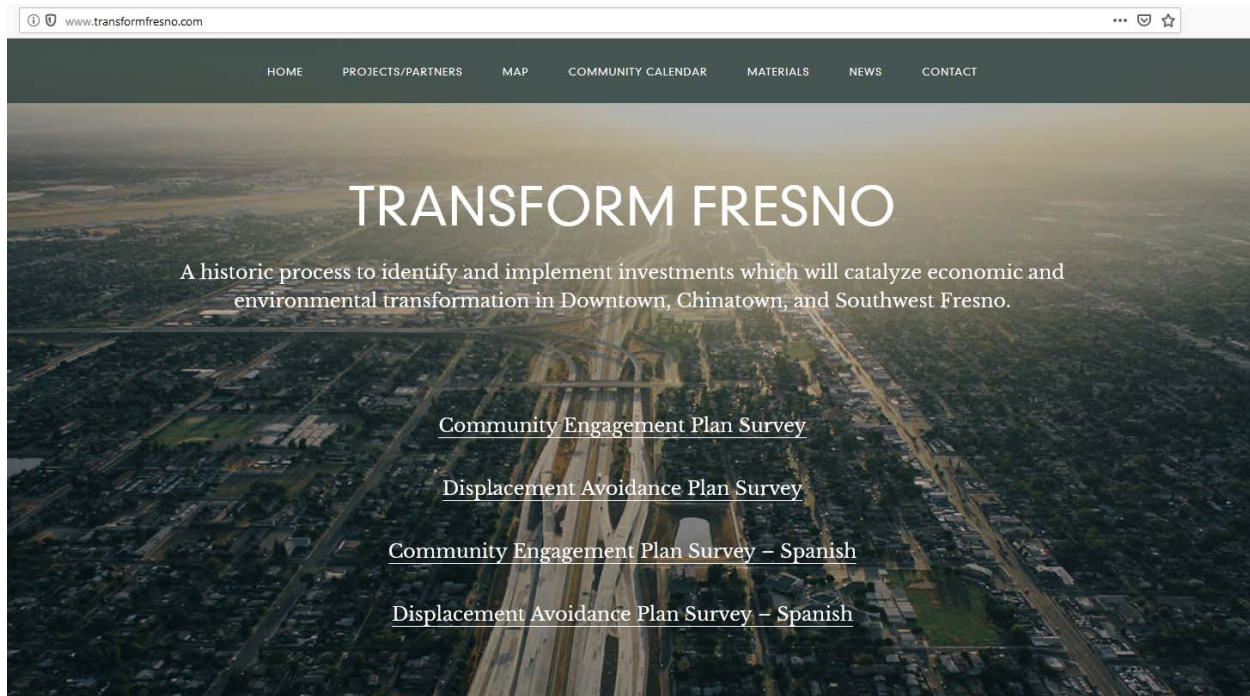 www.transformfresno.com
HOME PROJECTS/PARTNERS MAP COMMUNITY CALENDAR MATERIALS NEWS CONTACT
TRANSFORM FRESNO
A historic process to identify and implement investments which will catalyze economic and
environmental transformation in Downtown, Chinatown, and Southwest Fresno.
Community Engagement Plan Survey
Displacement Avoidance Plan Survey
Community Engagement Plan Survey – Spanish
Displacement Avoidance Plan Survey – Spanish